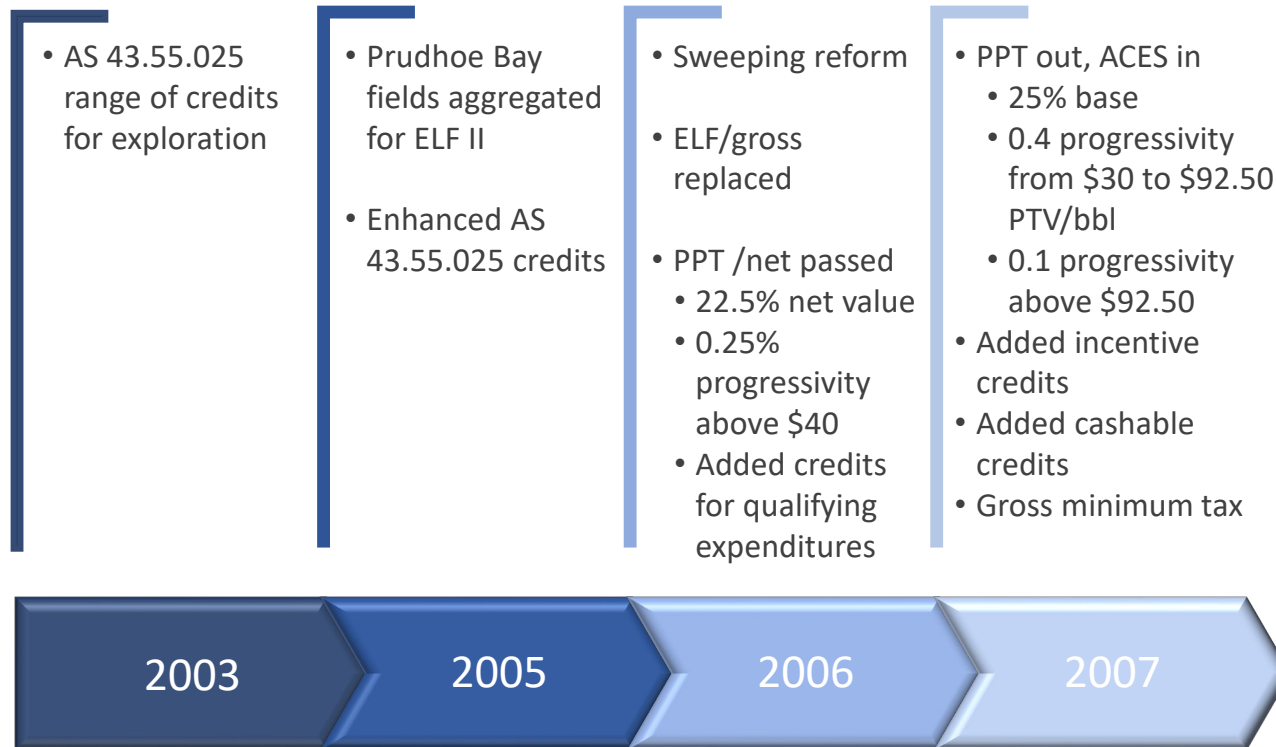 • AS 43.55.025
range of credits
for exploration
• Prudhoe Bay
fields aggregated
for ELF II
• Enhanced AS
43.55.025 credits
• Sweeping reform
• ELF/gross
replaced
• PPT /net passed
• 22.5% net value
• 0.25%
progressivity
above $40
• Added credits
for qualifying
expenditures
• PPT out, ACES in
• 25% base
• 0.4 progressivity
from $30 to $92.50
PTV/bbl
• 0.1 progressivity
above $92.50
• Added incentive
credits
• Added cashable
credits
• Gross minimum tax
2003
2005
2006
2007